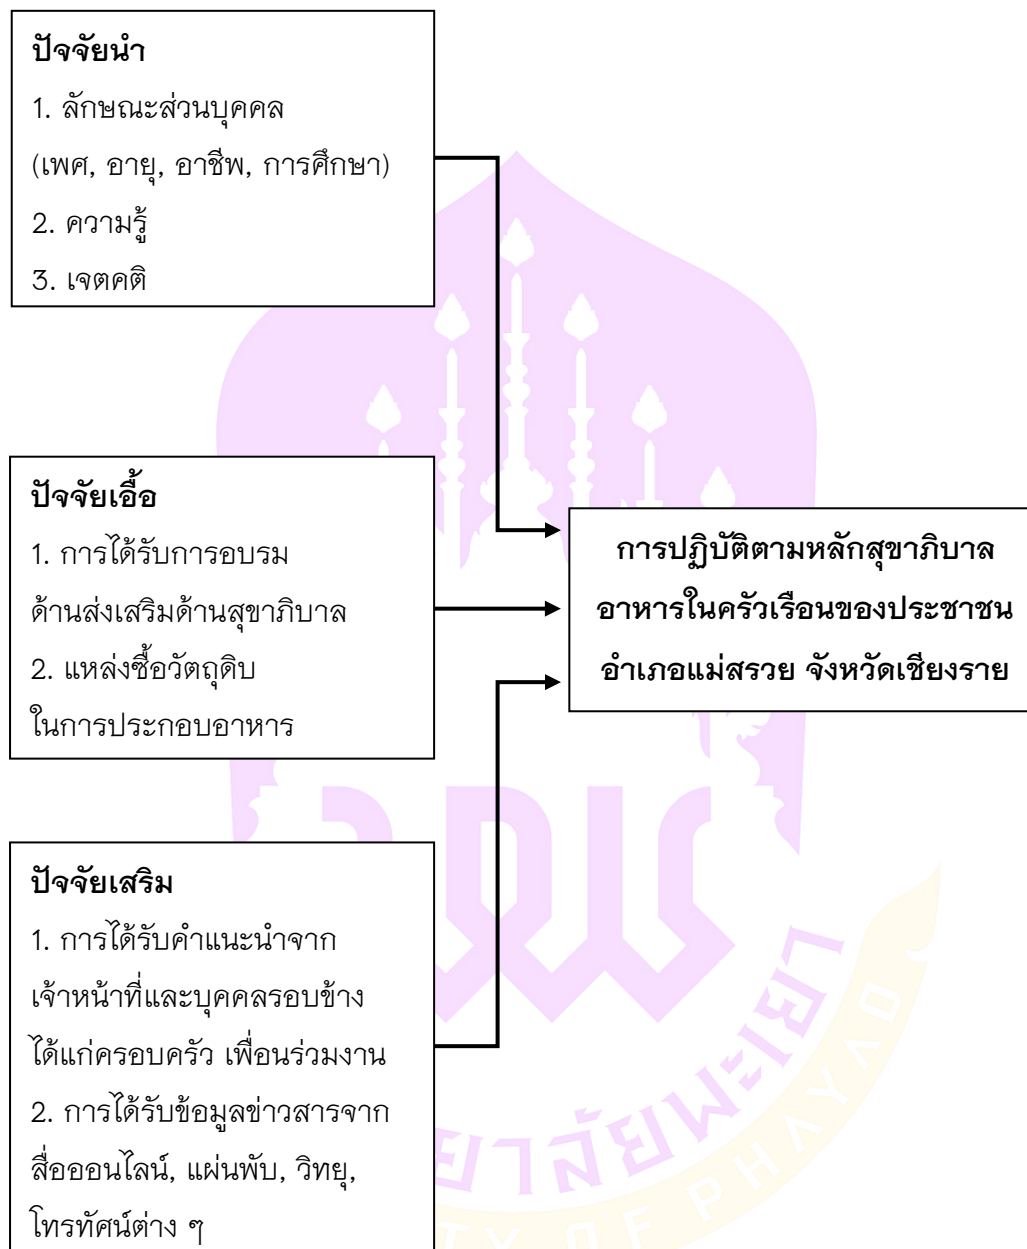 ปัจจัยนำ
1. ลักษณะส่วนบุคคล
(เพศ, อายุ, อาชีพ, การศึกษา)
2. ความรู้
3. เจตคติ
ปัจจัยเอื้อ
1. การได้รับการอบรม
ด้านส่งเสริมด้านสุขาภิบาล
2. แหล่งซื้อวัตถุดิบ
ในการประกอบอาหาร
การปฏิบัติตามหลักสุขาภิบาล
อาหารในครัวเรือนของประชาชน
อำเภอแม่สรวย จังหวัดเชียงราย
ปัจจัยเสริม
1. การได้รับคำแนะนำจาก
เจ้าหน้าที่และบุคคลรอบข้าง
ได้แก่ครอบครัว เพื่อนร่วมงาน
2. การได้รับข้อมูลข่าวสารจาก
สื่อออนไลน์, แผ่นพับ, วิทยุ,
โทรทัศน์ต่าง ๆ
ยาลัยพะเยา
TY OF PHAYAO